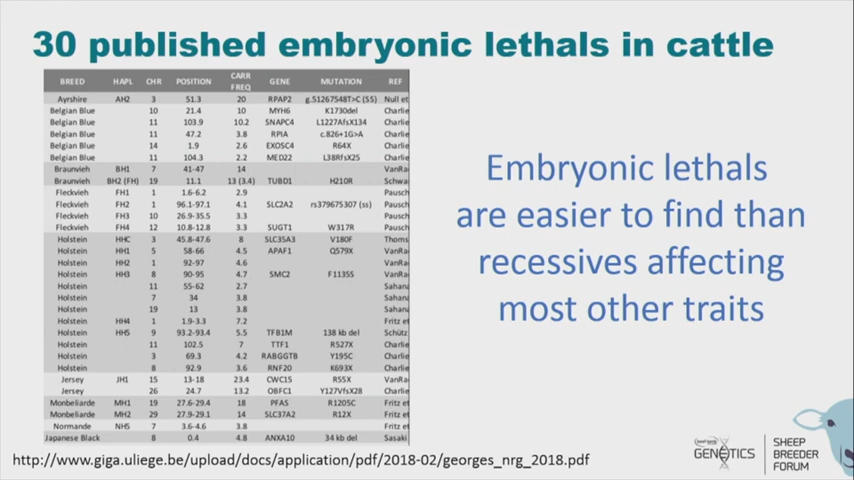 30 published embryonic lethals in cattle
BREED HAPL CHR POSITION CARR FREQ GENE MUTATION REF
Ayrshire AH2 3 51.3 20 RPAP2 g.51267548T>C (SS) Null et
Belgian Blue 10 21.4 10 MYH6 K1730del Charlie
Belgian Blue 11 103.9 10.2 SNAPC4 L1227AfsX134 Charlie
Belgian Blue 11 47.2 3.8 RPIA c.826+1G>A Charlie
Belgian Blue 14 1.9 2.6 EXOSC4 R64X Charlie
Belgian Blue 11 104.3 2.2 MED22 L38RfsX25 Charlie
Braunvieh BH1 7 41-47 14 VanRa
Braunvieh BH2 (FH) 19 11.1 13 (3.4) TUBD1 H210R Schwa
Fleckvieh FH1 1 1.6-6.2 2.9 Pausch
Fleckvieh FH2 1 96.1-97.1 4.1 SLC2A2 rs379675307 (ss) Pausch
Fleckvieh FH3 10 26.9-35.5 3.3 Pausch
Fleckvieh FH4 12 10.8-12.8 3.3 SUGT1 W317R Pausch
Holstein HHC 3 45.8-47.6 8 SLC35A3 V180F Thoms
Holstein HH1 5 58-66 4.5 APAF1 Q579X VanRa
Holstein HH2 1 92-97 4.6 VanRa
Holstein HH3 8 90-95 4.7 SMC2 F1135S VanRa
Holstein 11 55-62 2.7 Sahana
Holstein 7 34 3.8 Sahana
Holstein 19 13 3.8 Sahana
Holstein HH4 1 1.9-3.3 7.2 Fritz et
Holstein HH5 9 93.2-93.4 5.5 TFB1M 138 kb del Schütz
Holstein 11 102.5 7 TTF1 R527X Charlie
Holstein 3 69.3 4.2 RABGGTB Y195C Charlie
Holstein 8 92.9 3.6 RNF20 K693X Charlie
Jersey JH1 15 13-18 23.4 CWC15 R55X VanRa
Jersey 26 24.7 13.2 OBFC1 Y127VfsX28 Charlie
Monbeliarde MH1 19 27.6-29.4 18 PFAS R1205C Fritz et
Monbeliarde MH2 29 27.9-29.1 14 SLC37A2 R12X Fritz et
Normande NH5 7 3.6-4.6 3.8 Fritz et
Japanese Black 8 0.4 4.8 ANXA10 34 kb del Sasaki
Embryonic lethals
are easier to find than
recessives affecting
most other traits
http://www.giga.uliege.be/upload/docs/application/pdf/2018-02/georges_nrg_2018.pdf
GENETICS
SHEEP
BREEDER
FORUM